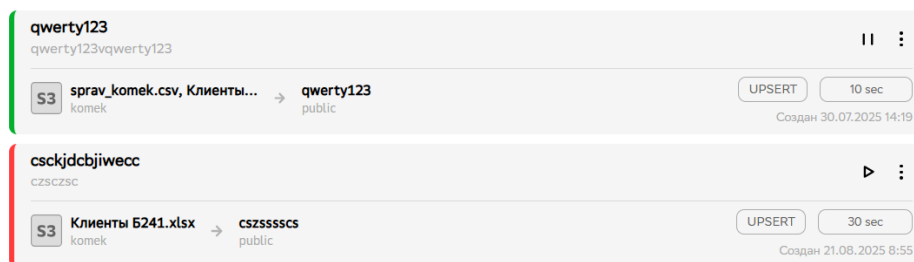 qwerty123
qwerty123vqwerty123
S3 sprav_komek.csv, Клиенты... → qwerty123 UPSERT 10 sec
komek public
Создан 30.07.2025 14:19
csckjdcbjiwecc
czsczsc
S3 Клиенты Б241.xlsx → cszsssscs UPSERT 30 sec
komek public
Создан 21.08.2025 8:55